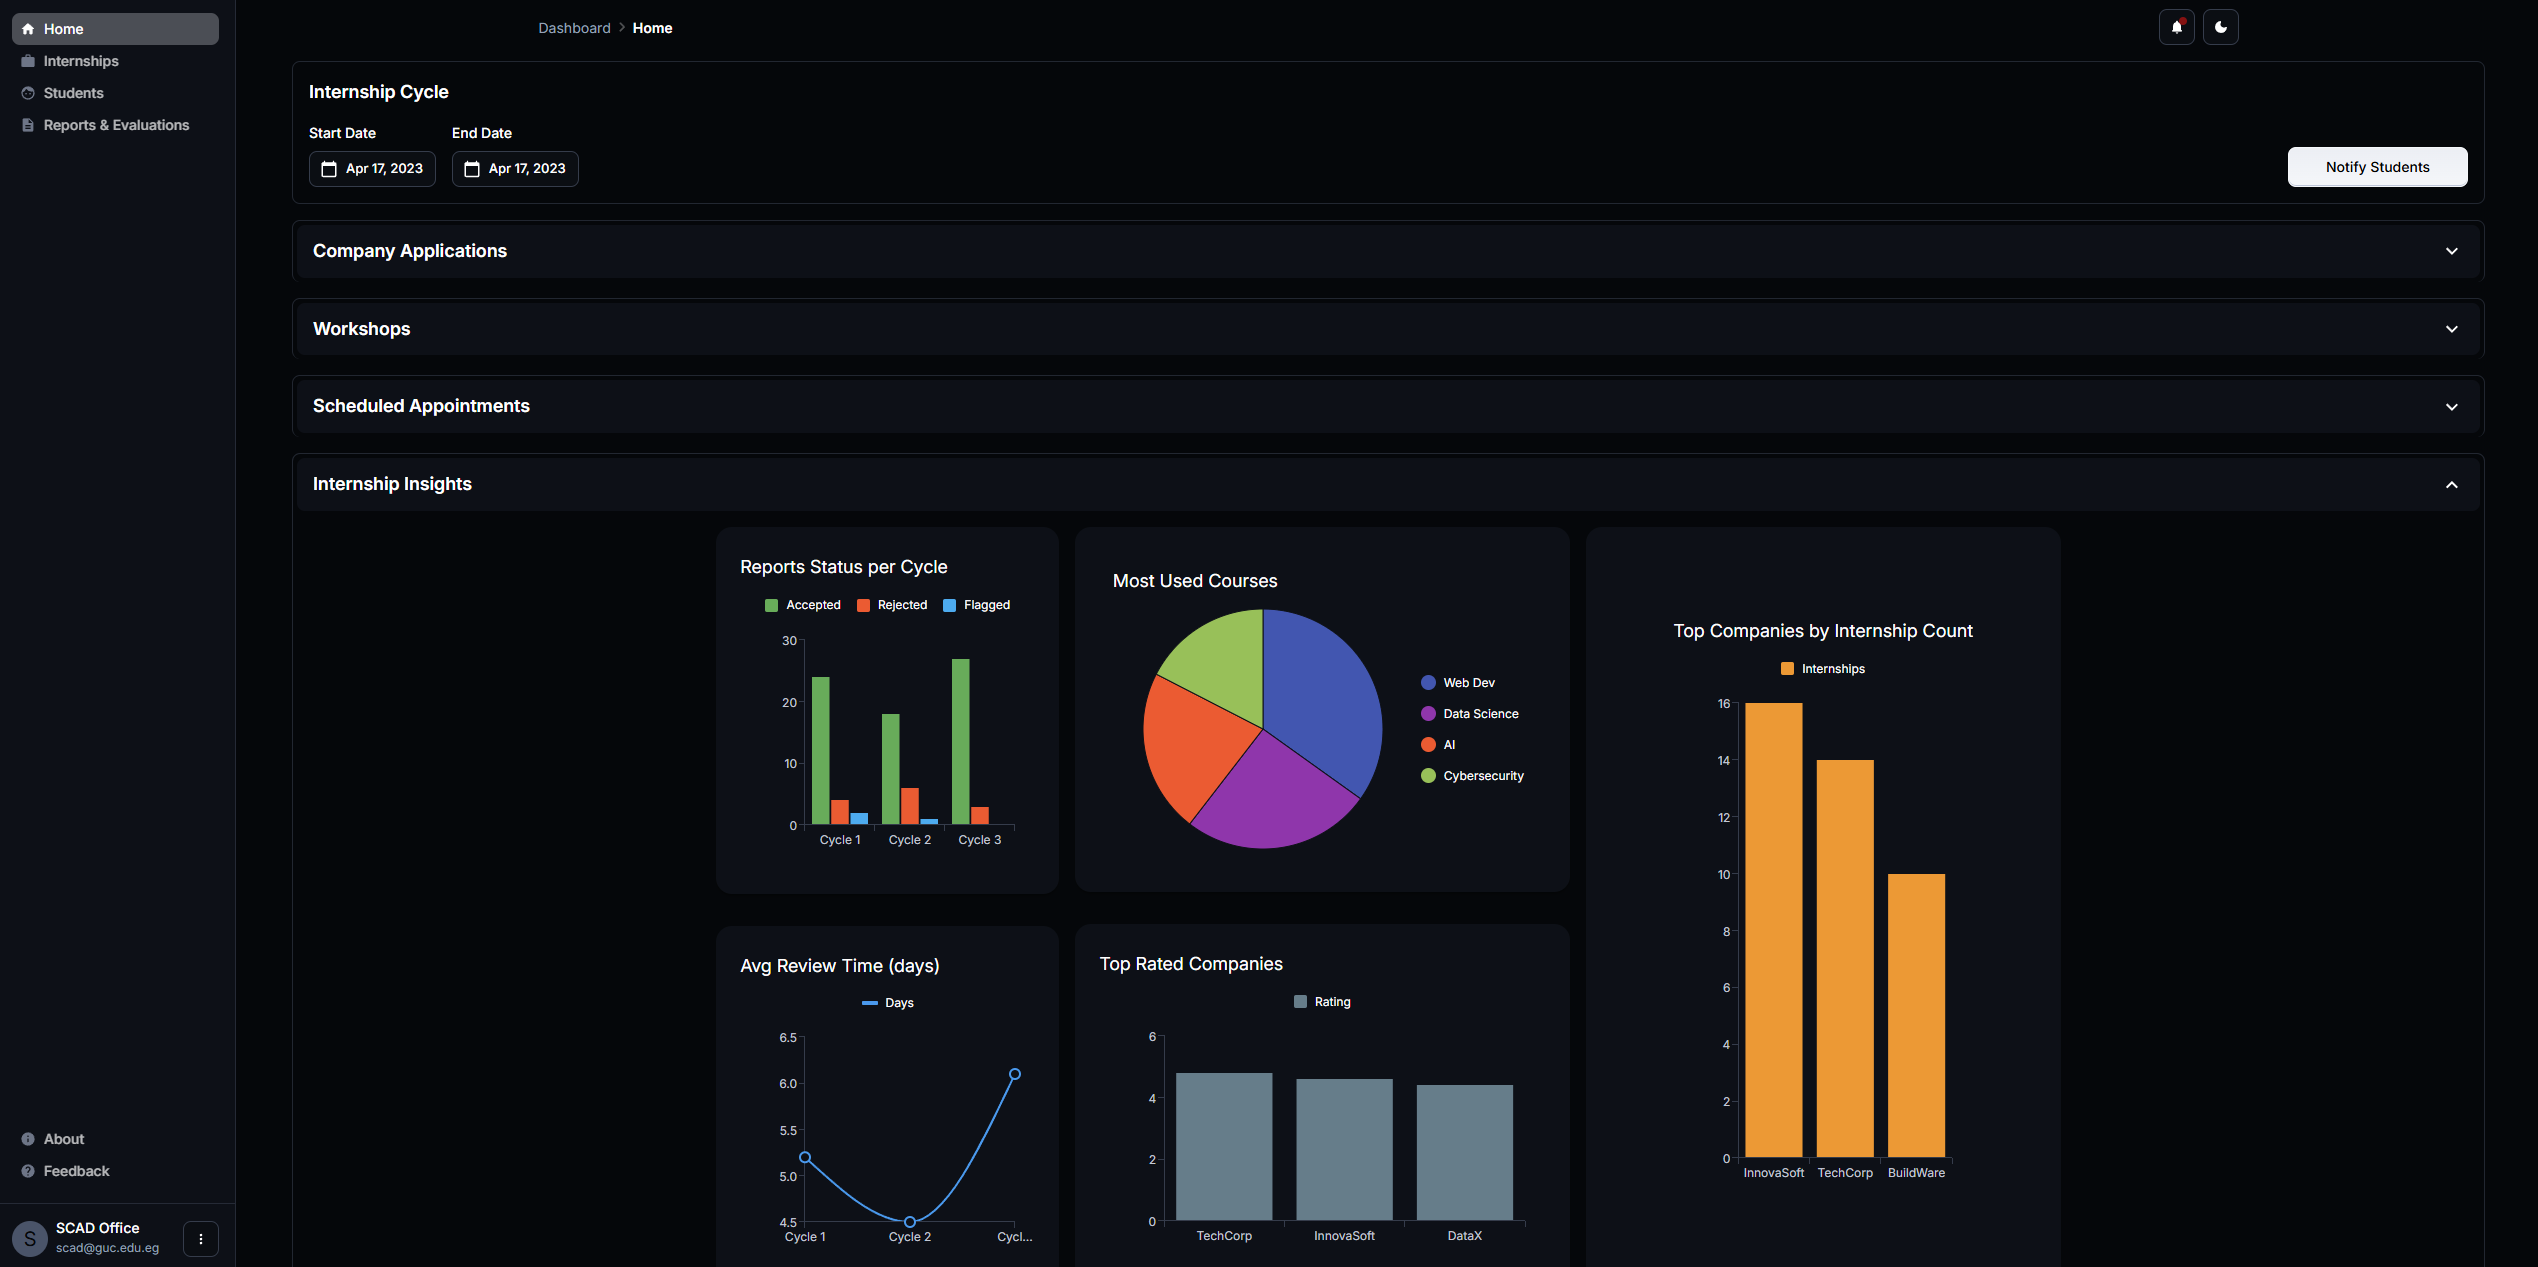 Home
Internships
Students
Reports & Evaluations
About
Feedback
S
SCAD Office
scad@guc.edu.eg
Dashboard > Home
Internship Cycle
Start Date End Date
Apr 17, 2023 Apr 17, 2023
Notify Students
Company Applications
Workshops
Scheduled Appointments
Internship Insights
Reports Status per Cycle
Accepted Rejected Flagged
30
20
10
0
Cycle 1 Cycle 2 Cycle 3
Most Used Courses
Web Dev
Data Science
AI
Cybersecurity
Top Companies by Internship Count
Internships
16
14
12
10
8
6
4
2
0
InnovaSoft TechCorp BuildWare
Avg Review Time (days)
Days
6.5
6.0
5.5
5.0
4.5
Cycle 1 Cycle 2 Cycl...
Top Rated Companies
Rating
6
4
2
0
TechCorp InnovaSoft DataX